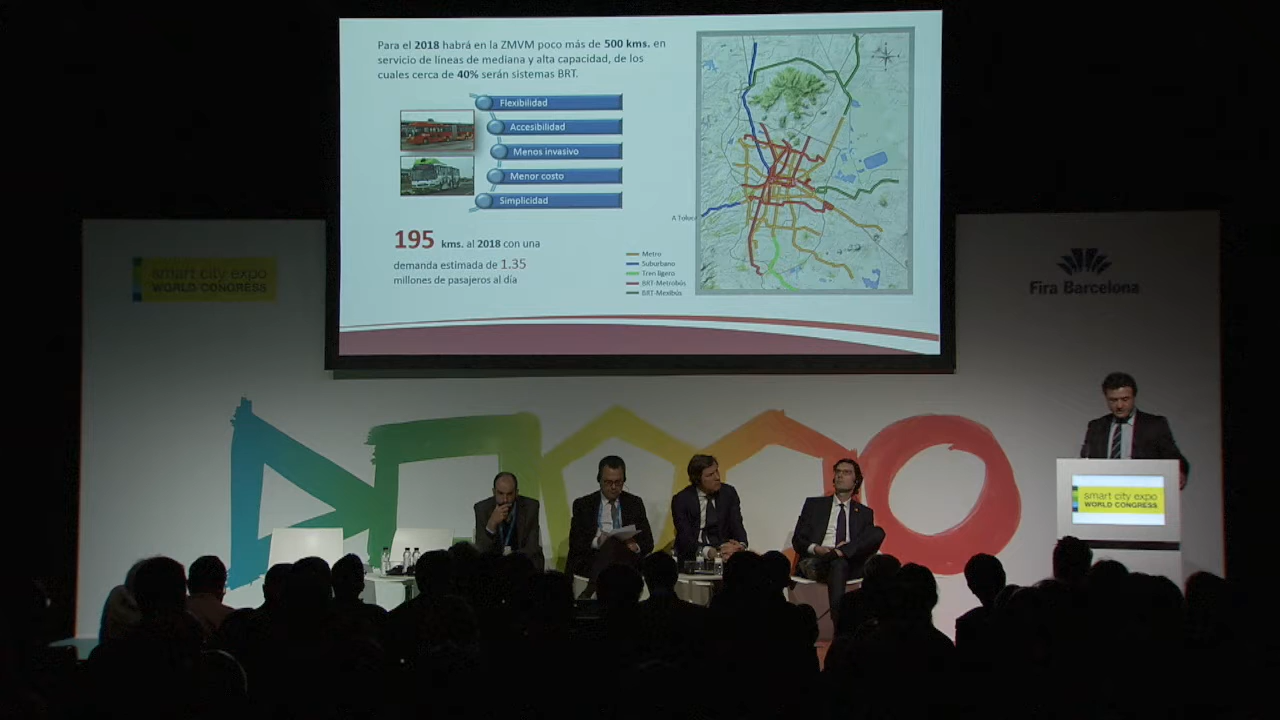 Para el 2018 habrá en la ZMVM poco más de 500 kms. en
servicio de líneas de mediana y alta capacidad, de los
cuales cerca de 40% serán sistemas BRT.
Flexibilidad
Accesibilidad
Menos invasivo
Menor costo
Simplicidad
195 kms. al 2018 con una
demanda estimada de 1.35
millones de pasajeros al día
A Toluca
Metro
Suburbano
Tren ligero
BRT-Metrobús
BRT-Mexibús
smart city expo
WORLD CONGRESS
Fira Barcelona
smart city expo
WORLD CONGRESS